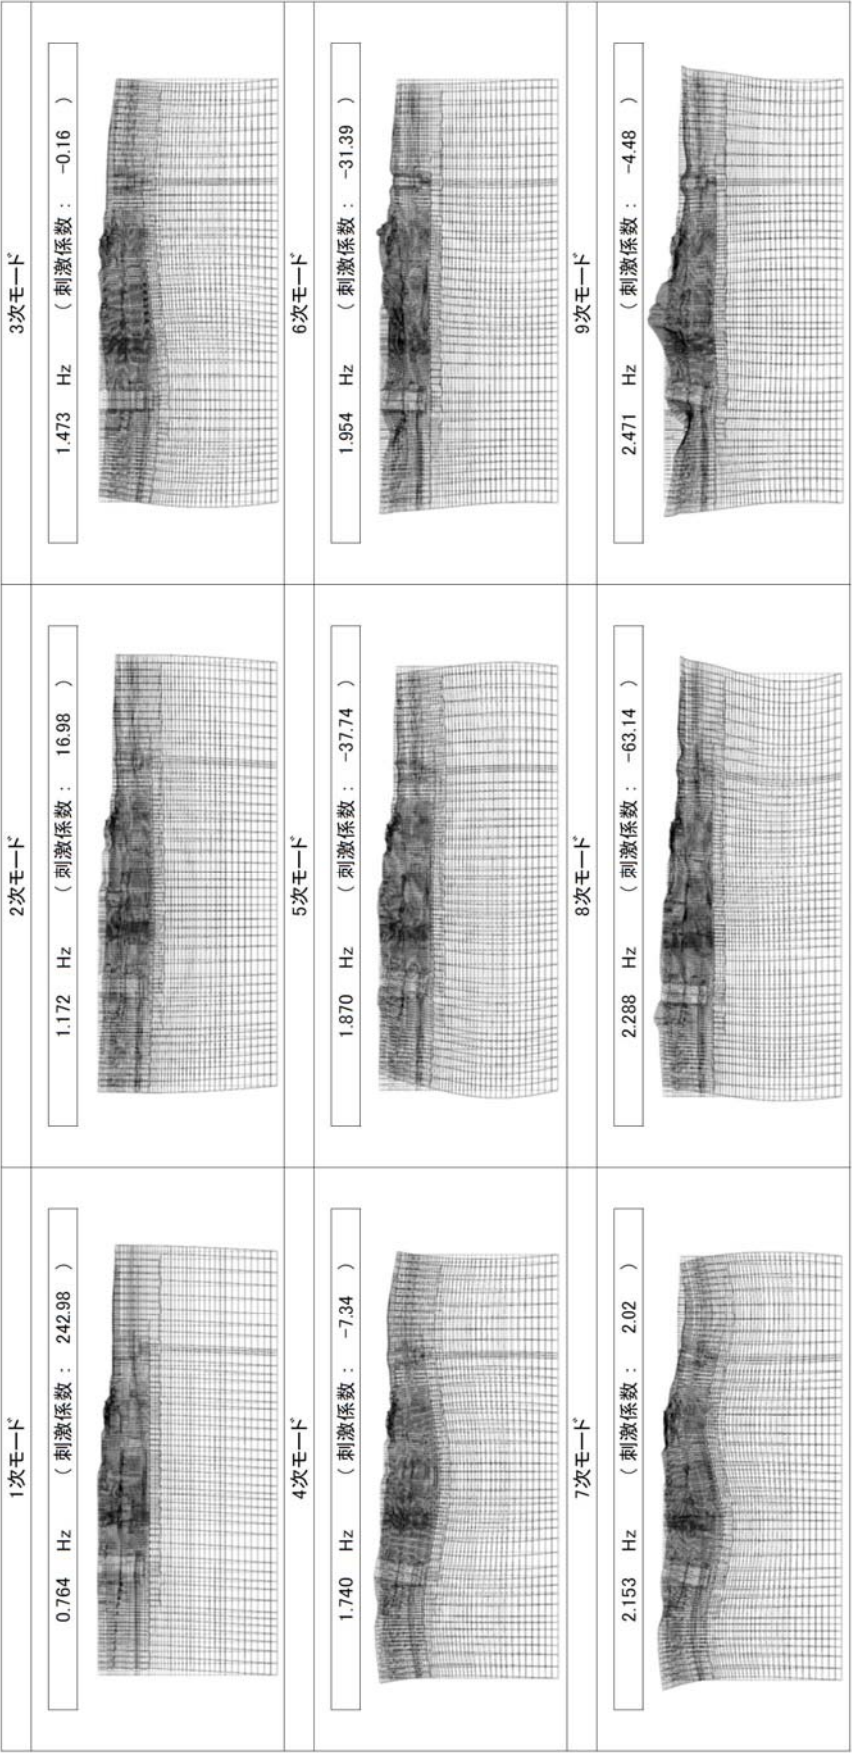 1次モード
0.764 Hz ( 刺激係数 : 242.98 )
2次モード
1.172 Hz ( 刺激係数 : 16.98 )
3次モード
1.473 Hz ( 刺激係数 : -0.16 )
4次モード
1.740 Hz ( 刺激係数 : -7.34 )
5次モード
1.870 Hz ( 刺激係数 : -37.74 )
6次モード
1.954 Hz ( 刺激係数 : -31.39 )
7次モード
2.153 Hz ( 刺激係数 : 2.02 )
8次モード
2.288 Hz ( 刺激係数 : -63.14 )
9次モード
2.471 Hz ( 刺激係数 : -4.48 )